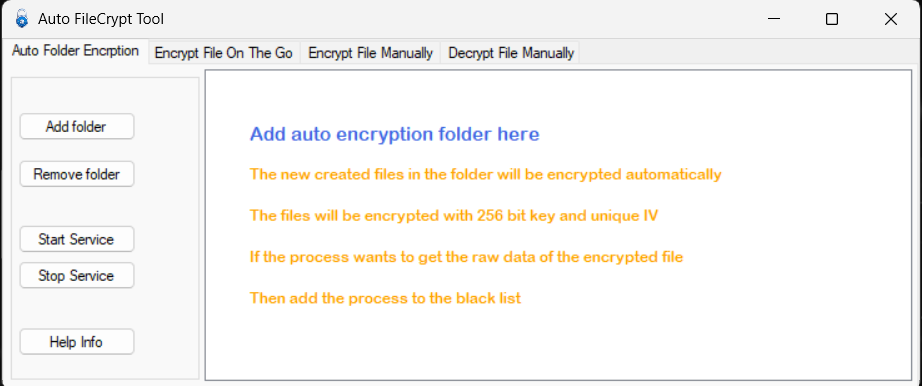 Auto FileCrypt Tool
Auto Folder Encrption Encrypt File On The Go Encrypt File Manually Decrypt File Manually
Add folder
Remove folder
Start Service
Stop Service
Help Info
Add auto encryption folder here
The new created files in the folder will be encrypted automatically
The files will be encrypted with 256 bit key and unique IV
If the process wants to get the raw data of the encrypted file
Then add the process to the black list